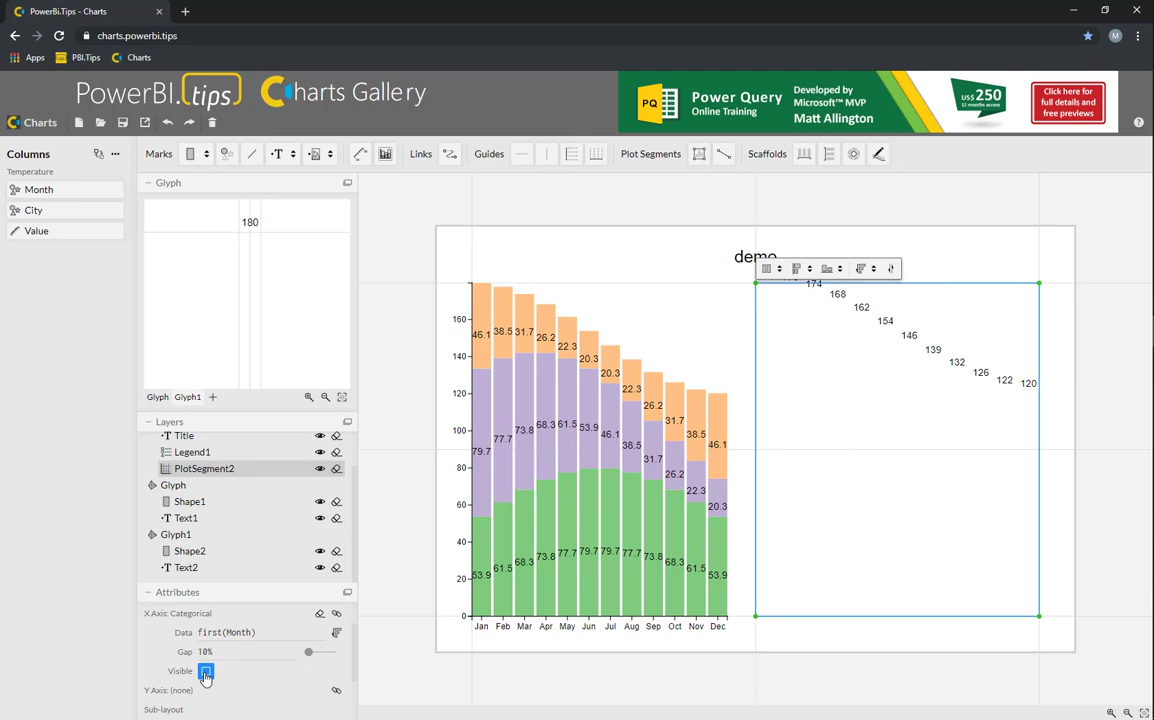 PowerBi.Tips - Charts
charts.powerbi.tips
M
Apps PBI.Tips Charts
PowerBI.tips Charts Gallery
PQ
Power Query
Online Training
Developed by
Microsoft™ MVP
Matt Allington
US$ 250
12 months access
Click here for
full details and
free previews
Charts
Columns
Marks
Links
Guides
Plot Segments
Scaffolds
Temperature
Month
City
Value
Glyph
180
Glyph Glyph1 +
Layers
Title
Legend1
PlotSegment2
Glyph
Shape1
Text1
Glyph1
Shape2
Text2
Attributes
X Axis: Categorical
Data first(Month)
Gap 10%
Visible
Y Axis: (none)
Sub-layout
demo
174
168
162
154
146
139
132
126
122
120
160
140
120
100
80
60
40
20
0
46.1 38.5 31.7 26.2 22.3 20.3 20.3 22.3 26.2 31.7 38.5 46.1
79.7 77.7 73.8 68.3 61.5 53.9 46.1 38.5 31.7 26.2 22.3 20.3
53.9 61.5 68.3 73.8 77.7 79.7 79.7 77.7 73.8 68.3 61.5 53.9
Jan Feb Mar Apr May Jun Jul Aug Sep Oct Nov Dec